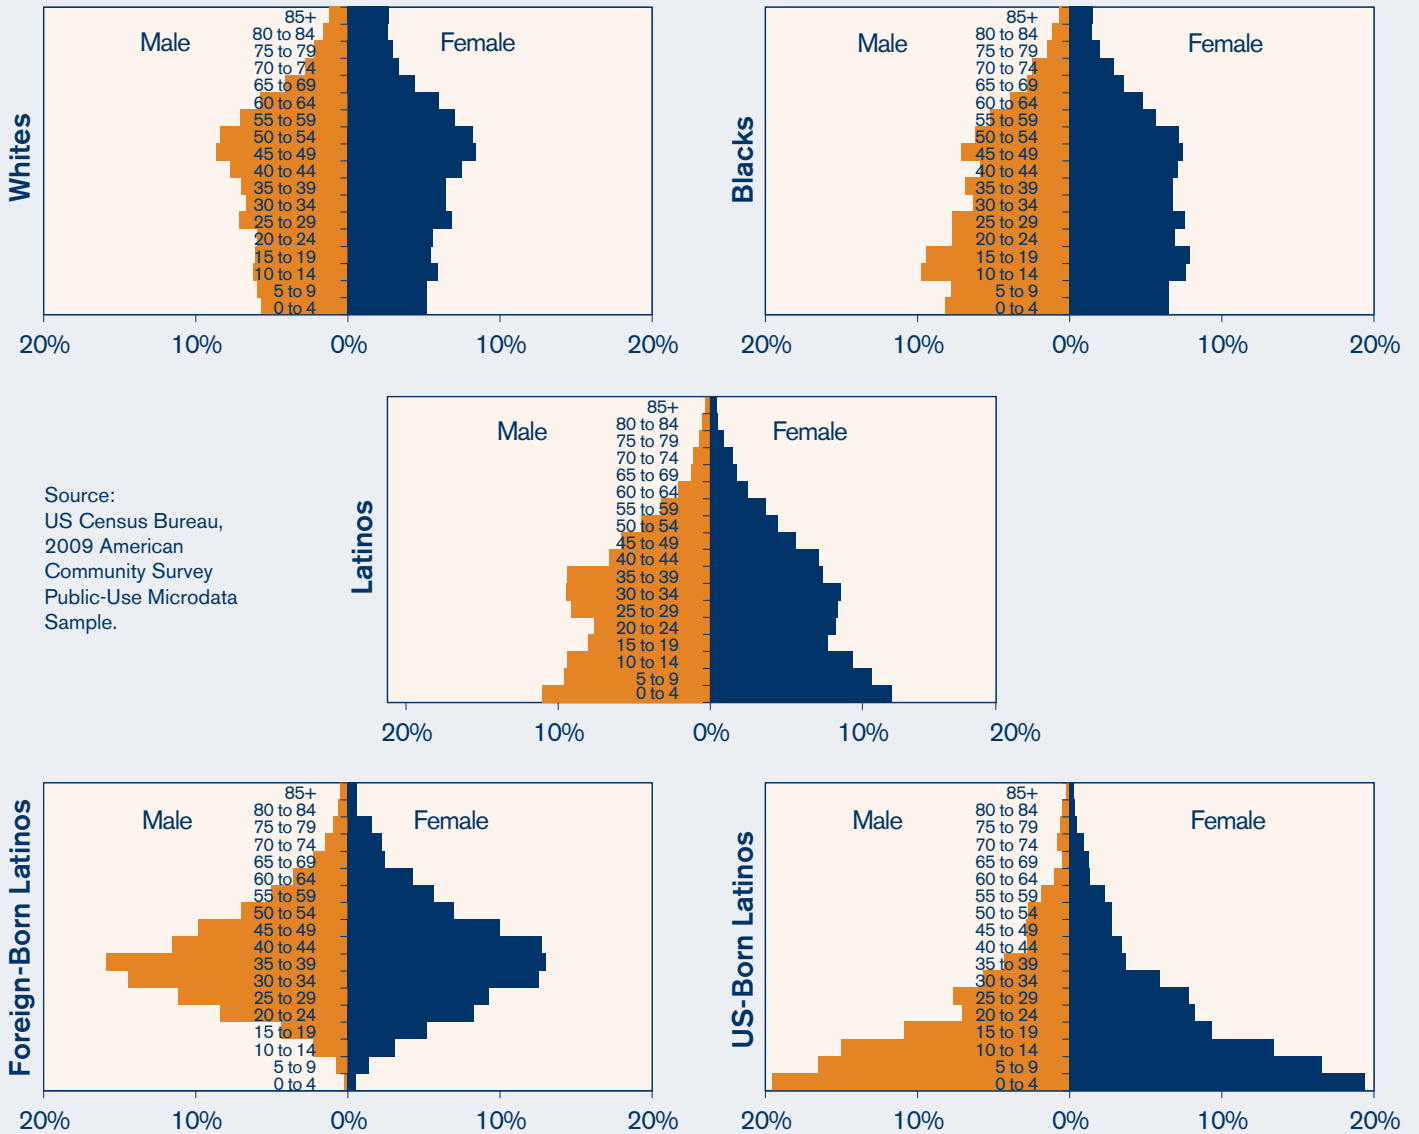 Whites
Male
Female
85+
80 to 84
75 to 79
70 to 74
65 to 69
60 to 64
55 to 59
50 to 54
45 to 49
40 to 44
35 to 39
30 to 34
25 to 29
20 to 24
15 to 19
10 to 14
5 to 9
0 to 4
20% 10% 0% 10% 20%
Blacks
Male
Female
85+
80 to 84
75 to 79
70 to 74
65 to 69
60 to 64
55 to 59
50 to 54
45 to 49
40 to 44
35 to 39
30 to 34
25 to 29
20 to 24
15 to 19
10 to 14
5 to 9
0 to 4
20% 10% 0% 10% 20%
Source:
US Census Bureau,
2009 American
Community Survey
Public-Use Microdata
Sample.
Latinos
Male
Female
85+
80 to 84
75 to 79
70 to 74
65 to 69
60 to 64
55 to 59
50 to 54
45 to 49
40 to 44
35 to 39
30 to 34
25 to 29
20 to 24
15 to 19
10 to 14
5 to 9
0 to 4
20% 10% 0% 10% 20%
Foreign-Born Latinos
Male
Female
85+
80 to 84
75 to 79
70 to 74
65 to 69
60 to 64
55 to 59
50 to 54
45 to 49
40 to 44
35 to 39
30 to 34
25 to 29
20 to 24
15 to 19
10 to 14
5 to 9
0 to 4
20% 10% 0% 10% 20%
US-Born Latinos
Male
Female
85+
80 to 84
75 to 79
70 to 74
65 to 69
60 to 64
55 to 59
50 to 54
45 to 49
40 to 44
35 to 39
30 to 34
25 to 29
20 to 24
15 to 19
10 to 14
5 to 9
0 to 4
20% 10% 0% 10% 20%